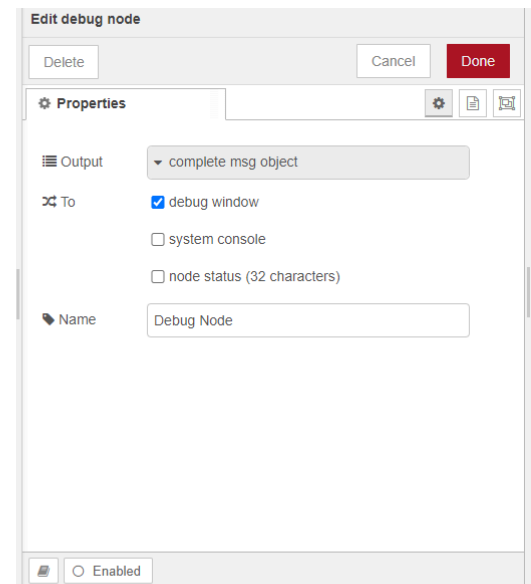 Edit debug node
Delete Cancel Done
Properties
Output complete msg object
To debug window
system console
node status (32 characters)
Name Debug Node
Enabled